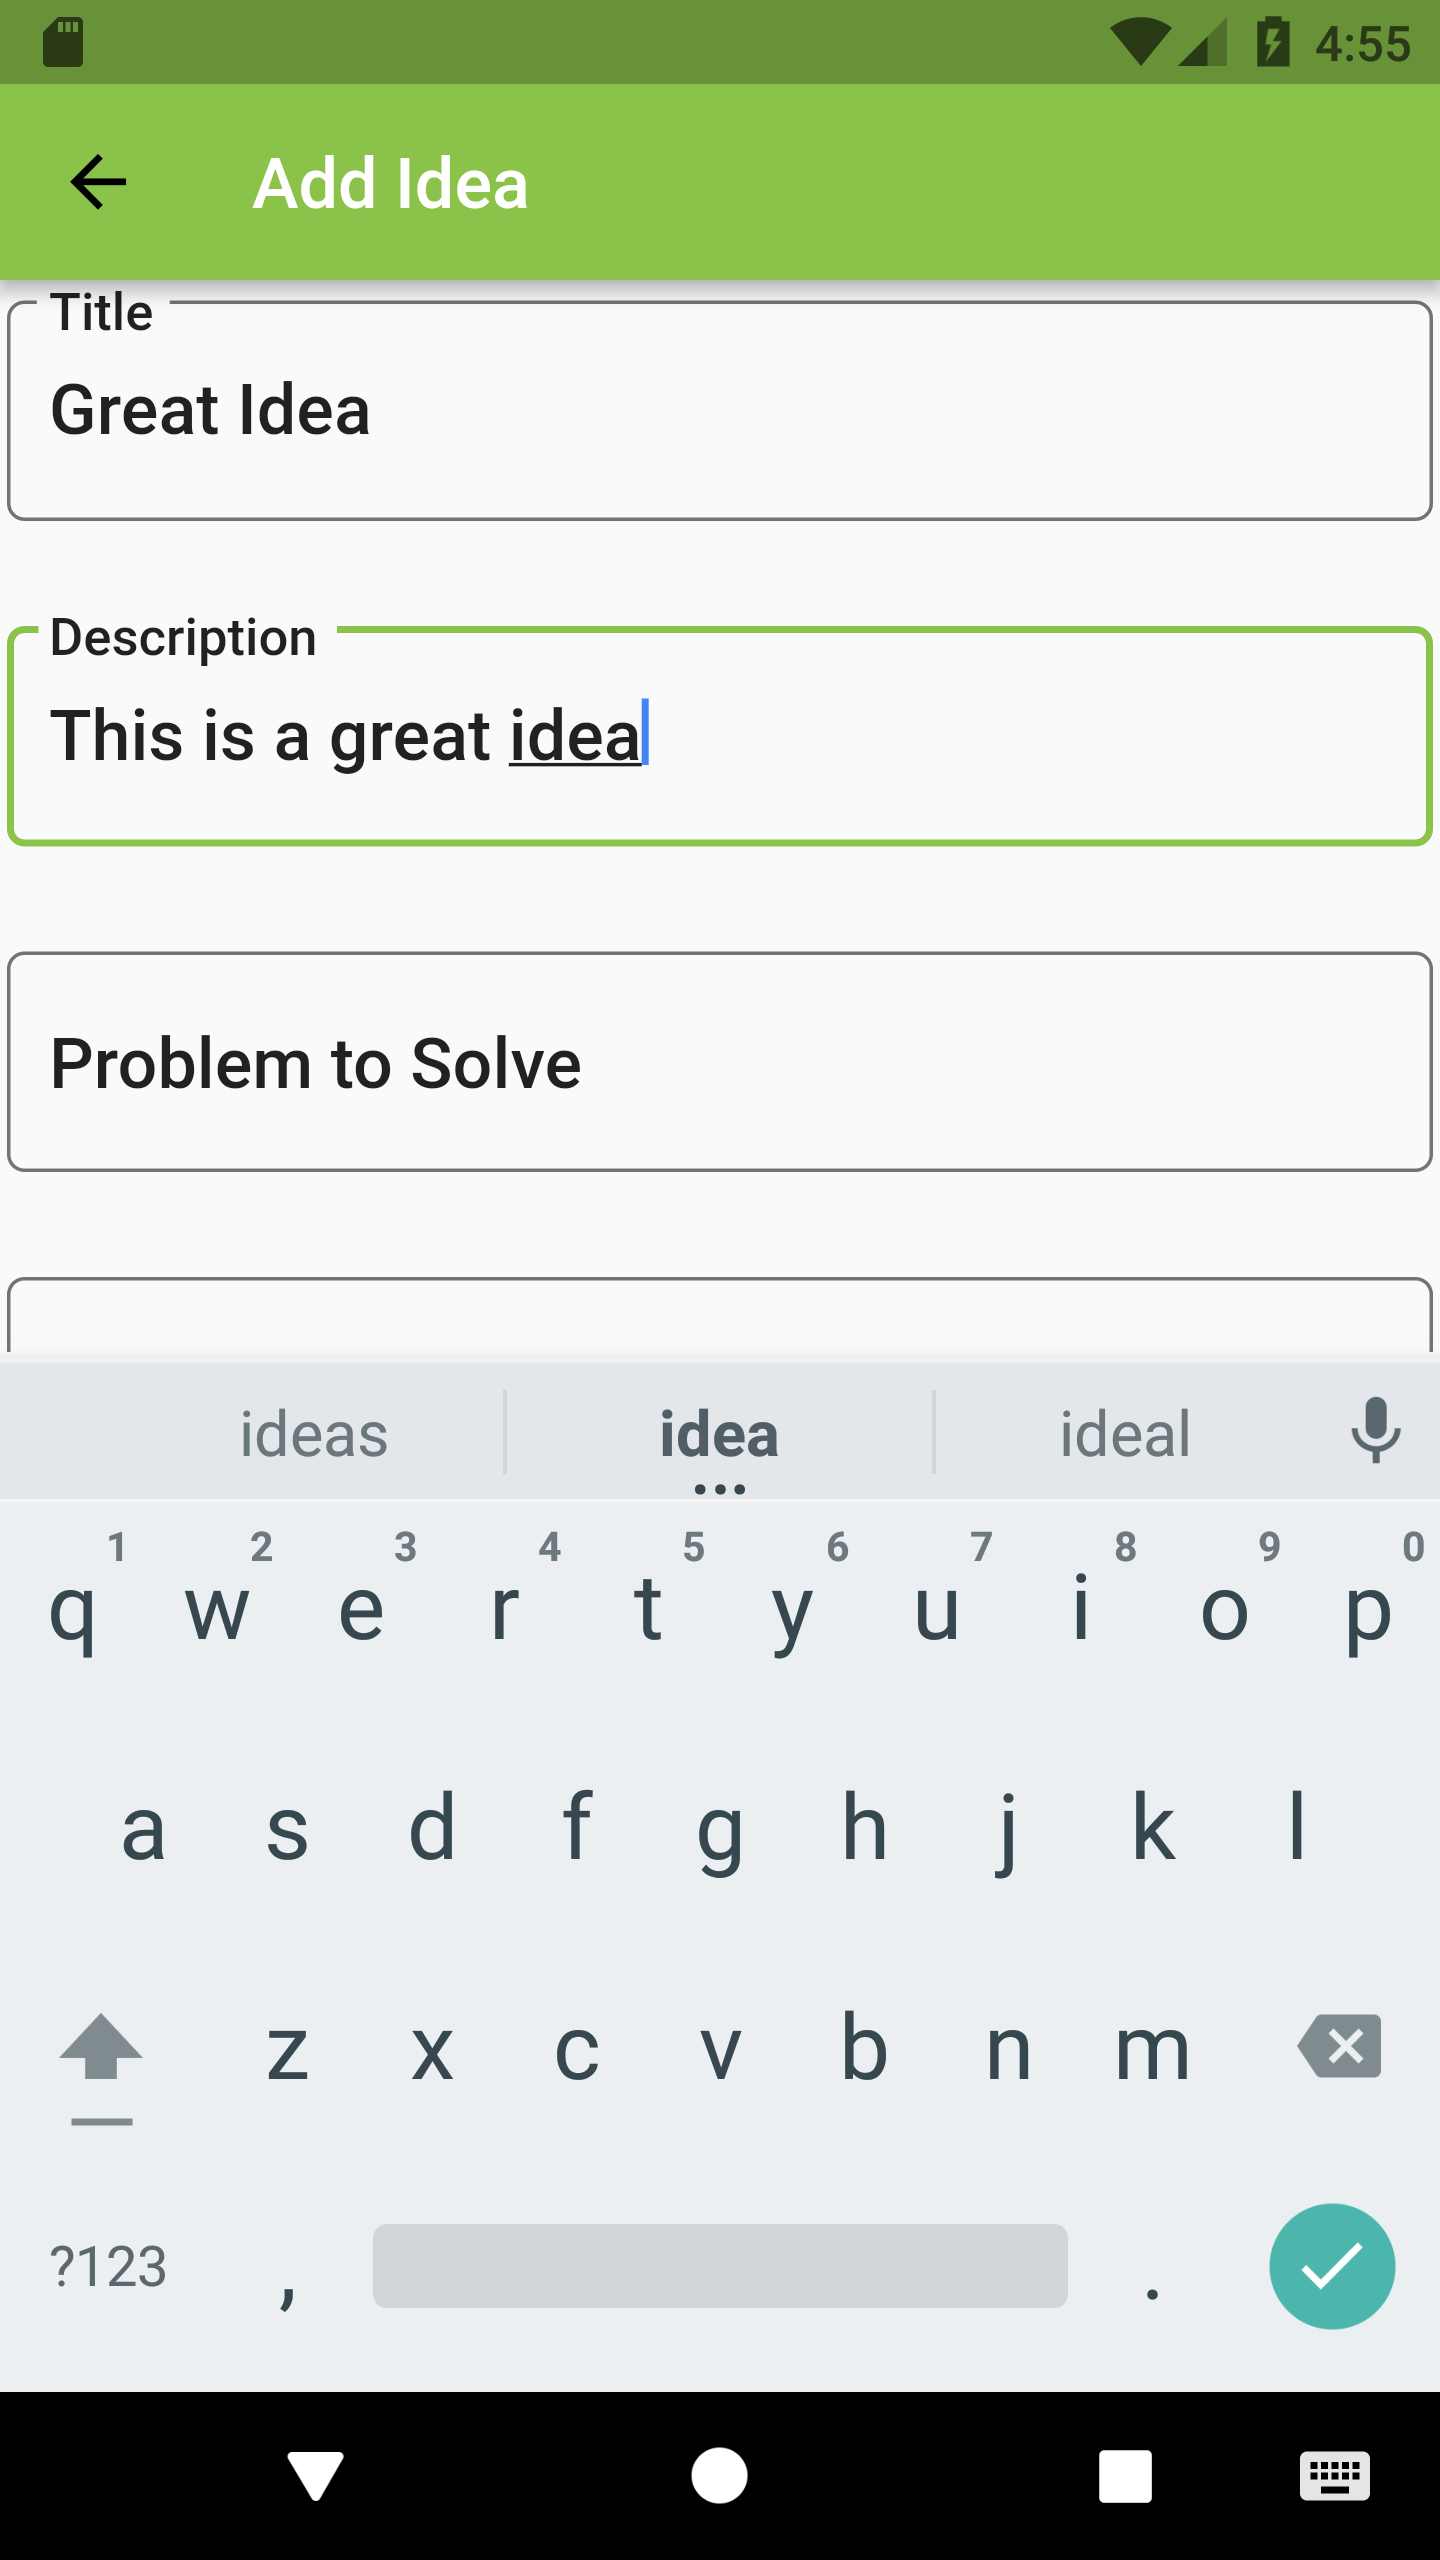 4:55
Add Idea
Title
Great Idea
Description
This is a great idea
Problem to Solve
ideas idea ideal
1 2 3 4 5 6 7 8 9 0
q w e r t y u i o p
a s d f g h j k l
z x c v b n m
?123 , .